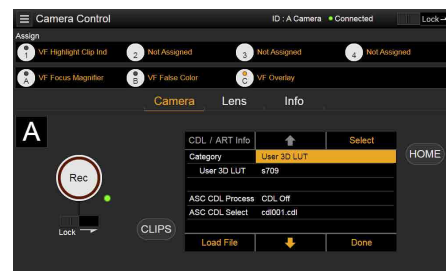 Camera Control
ID : A Camera
Connected
Lock
Assign
1 VF Highlight Clip Ind
2 Not Assigned
3 Not Assigned
4 Not Assigned
A VF Focus Magnifier
B VF False Color
C VF Overlay
Camera Lens Info
A
CDL / ART Info Select
Category User 3D LUT
User 3D LUT s709
HOME
Rec
ASC CDL Process CDL Off
ASC CDL Select cdl001.cdl
Lock
CLIPS
Load File Done